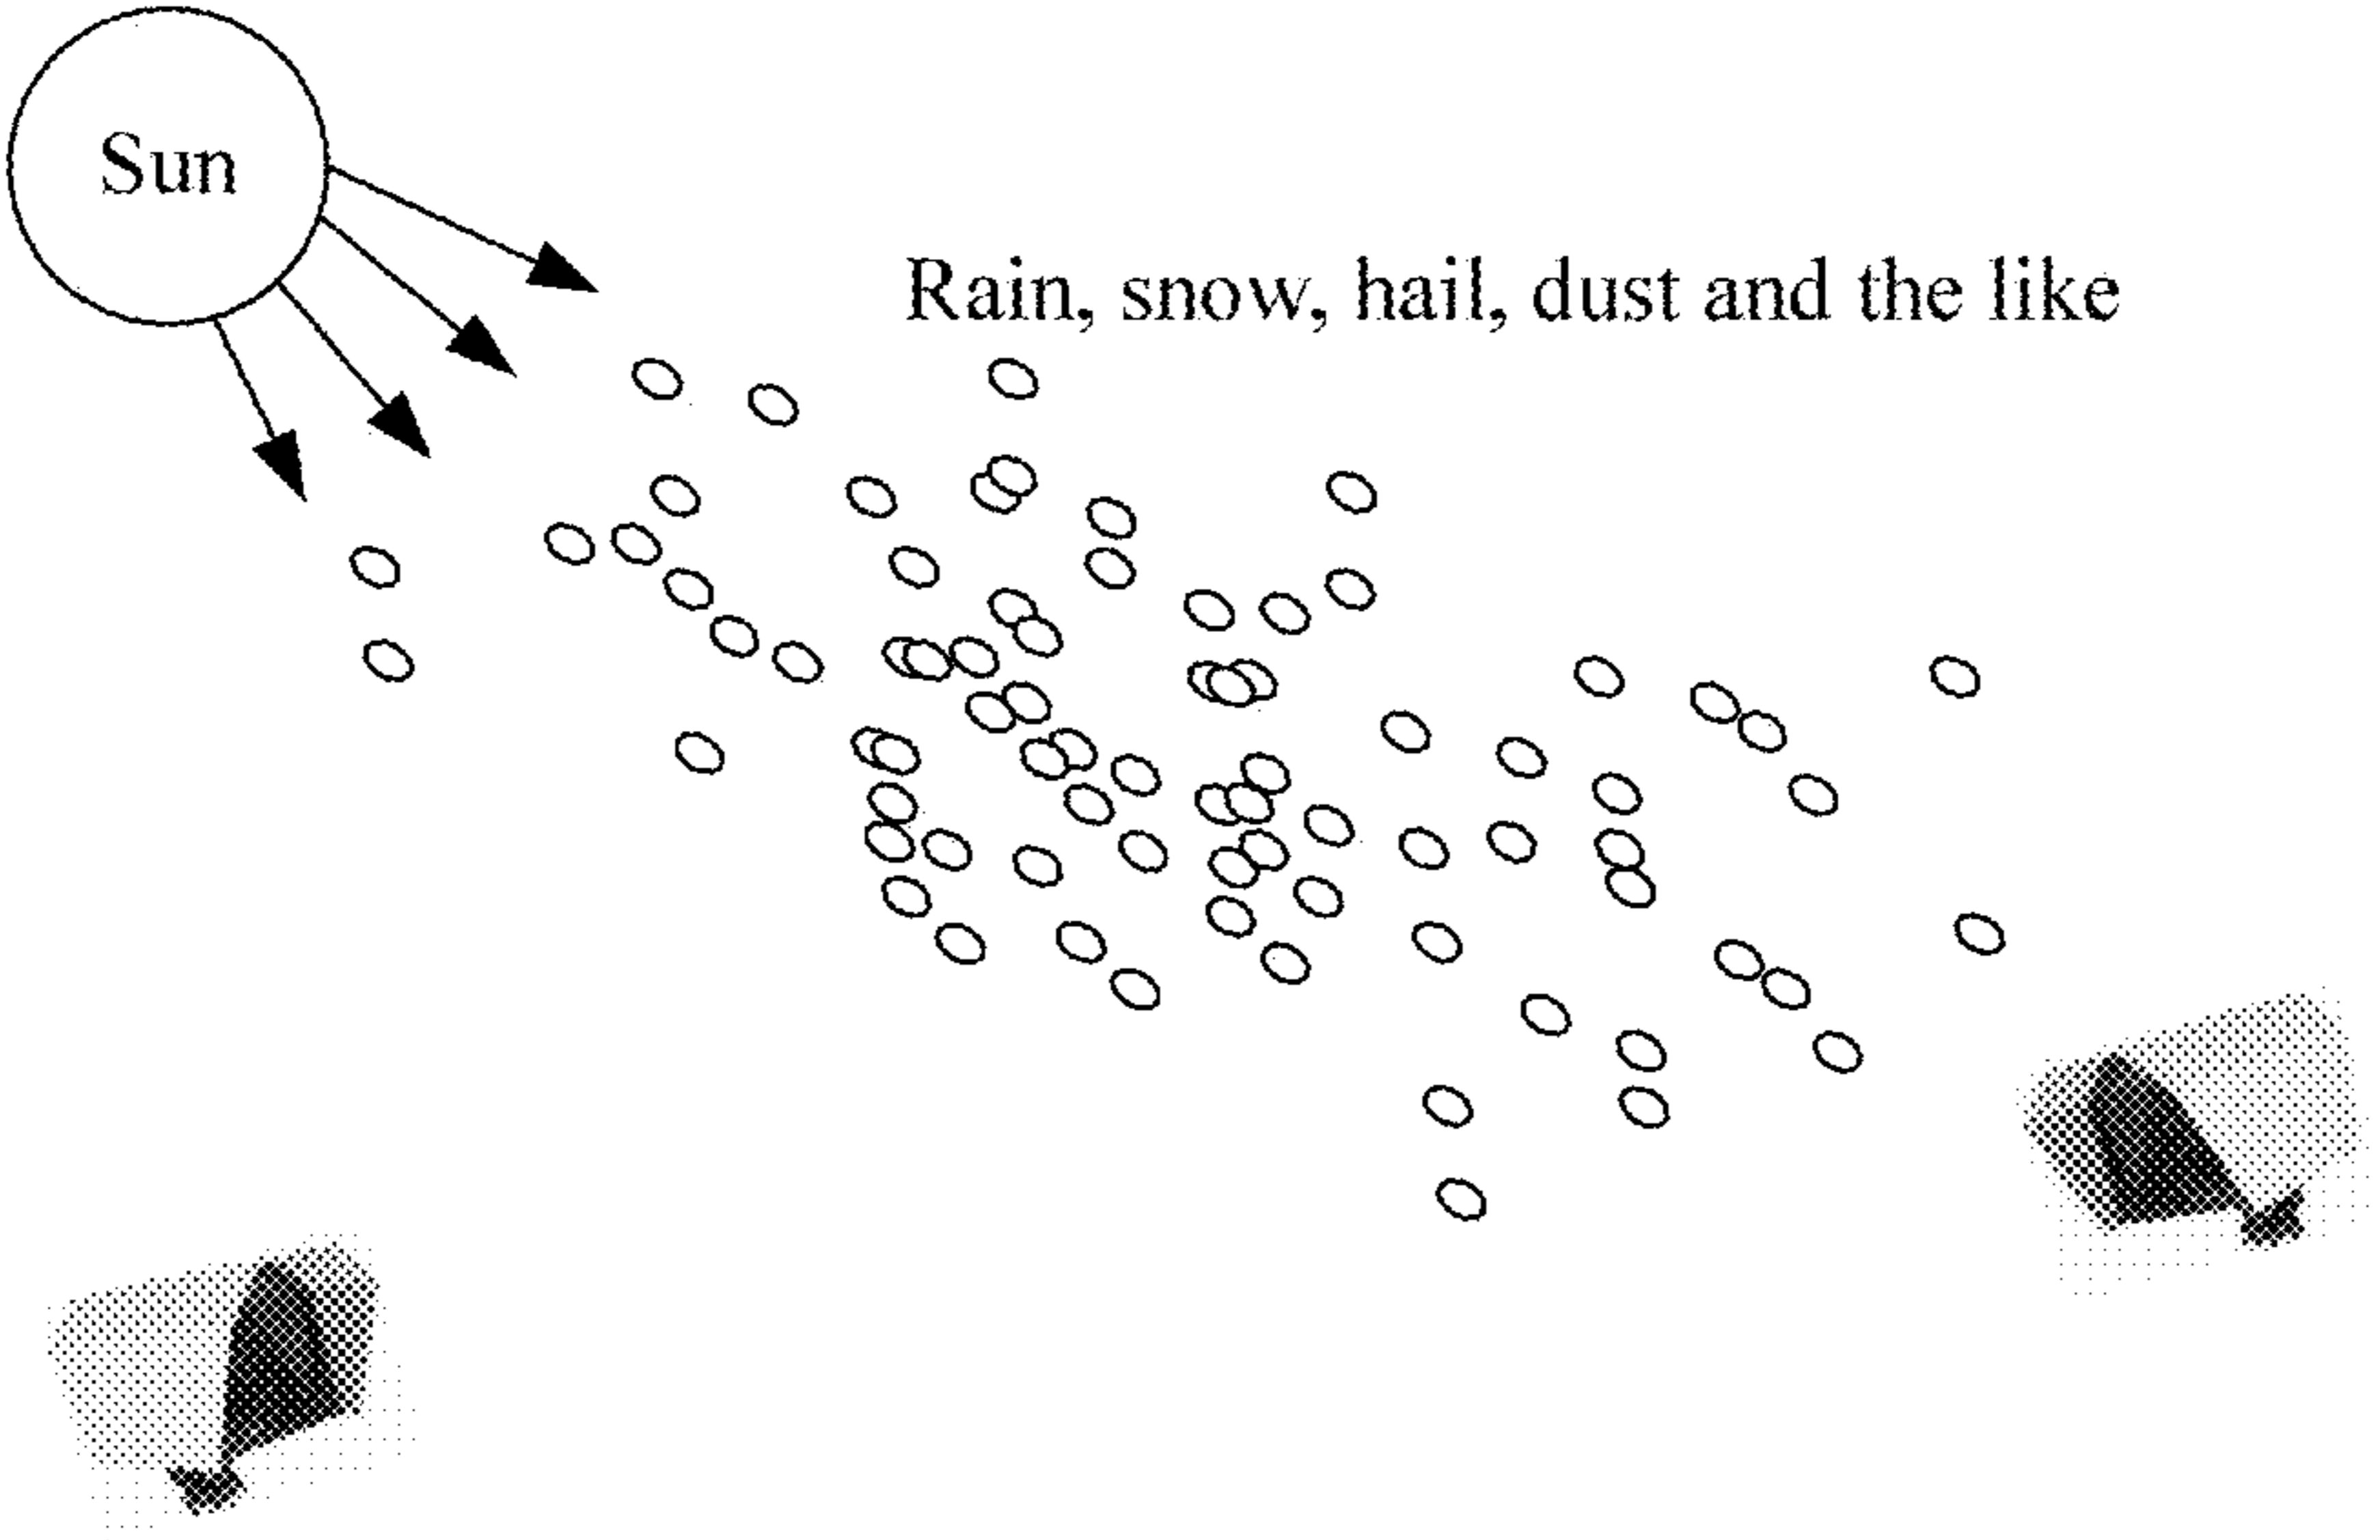 Sun
Rain, snow, hail, dust and the like